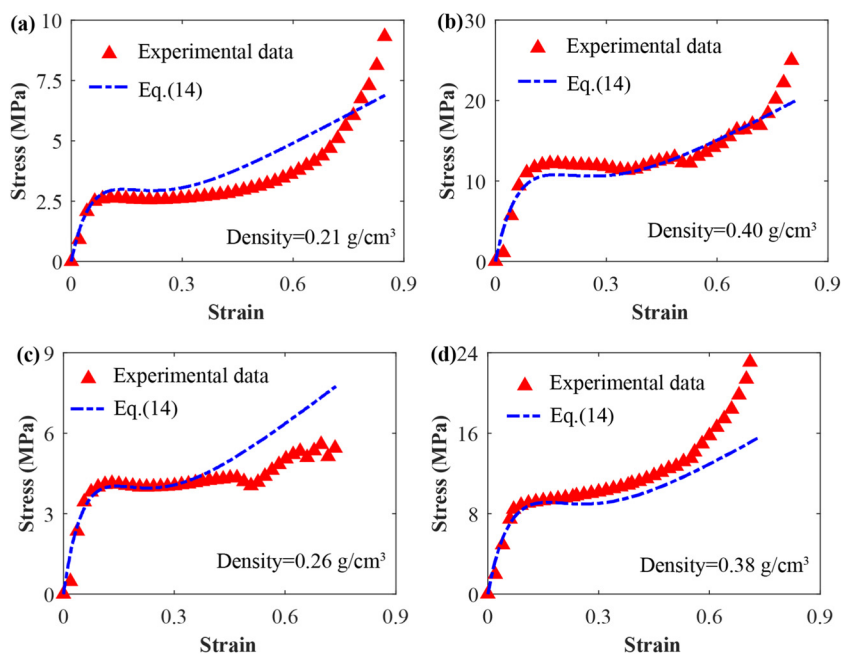 (a)
10
7.5
5
2.5
0
Stress (MPa)
Experimental data
Eq.(14)
Density=0.21 g/cm³
0
0.3
0.6
0.9
Strain
(b)
30
20
10
0
Stress (MPa)
Experimental data
Eq.(14)
Density=0.40 g/cm³
0
0.3
0.6
0.9
Strain
(c)
9
6
3
0
Stress (MPa)
Experimental data
Eq.(14)
Density=0.26 g/cm³
0
0.3
0.6
0.9
Strain
(d)
24
16
8
0
Stress (MPa)
Experimental data
Eq.(14)
Density=0.38 g/cm³
0
0.3
0.6
0.9
Strain